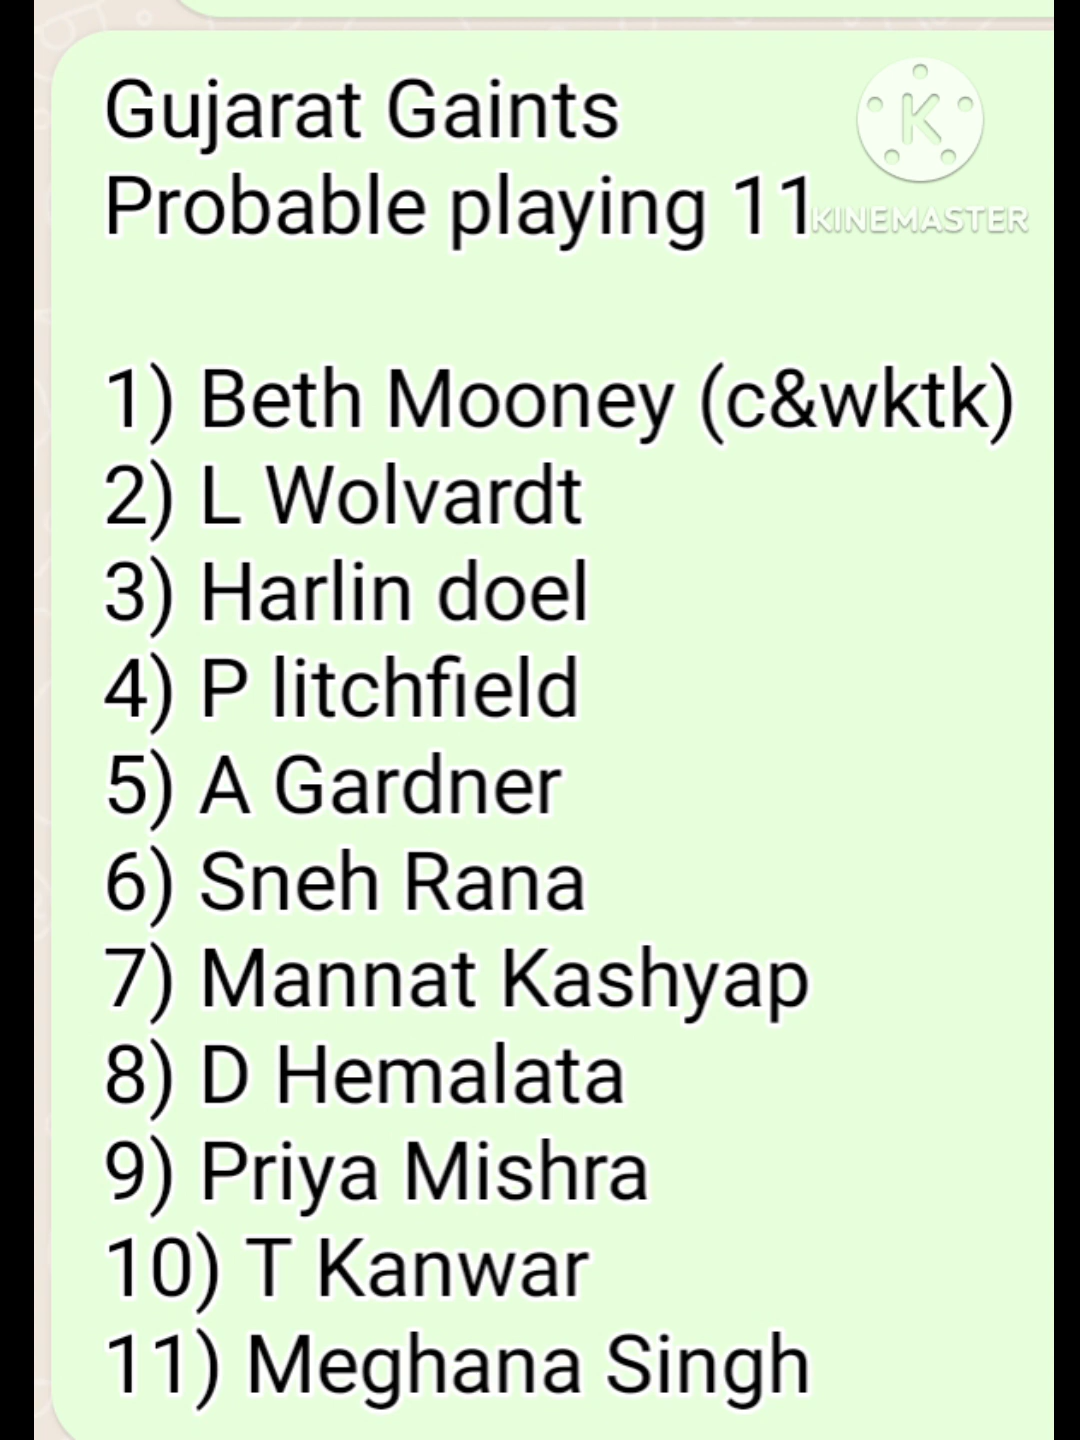 Gujarat Gaints
Probable playing 11
K
KINEMASTER
1) Beth Mooney (c&wktk)
2) L Wolvardt
3) Harlin doel
4) P litchfield
5) A Gardner
6) Sneh Rana
7) Mannat Kashyap
8) D Hemalata
9) Priya Mishra
10) T Kanwar
11) Meghana Singh